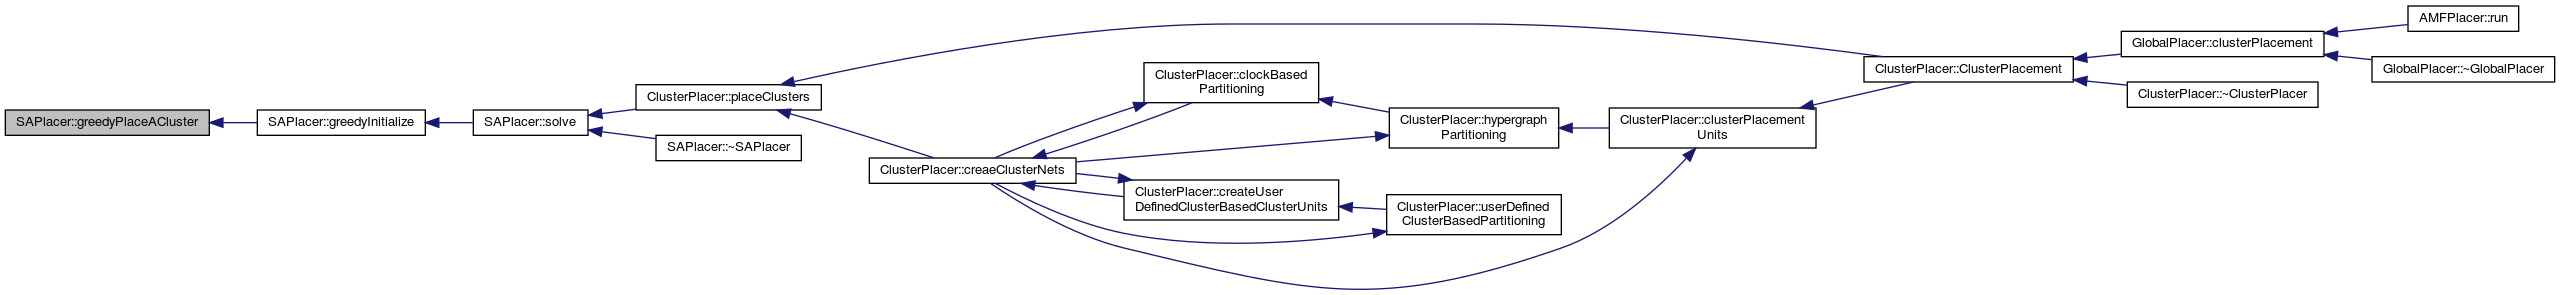 SAPlacer::greedyPlaceACluster
SAPlacer::greedyInitialize
SAPlacer::solve
ClusterPlacer::placeClusters
SAPlacer::~SAPlacer
ClusterPlacer::creaeClusterNets
ClusterPlacer::clockBased
Partitioning
ClusterPlacer::createUser
DefinedClusterBasedClusterUnits
ClusterPlacer::hypergraph
Partitioning
ClusterPlacer::userDefined
ClusterBasedPartitioning
ClusterPlacer::clusterPlacement
Units
ClusterPlacer::ClusterPlacement
GlobalPlacer::clusterPlacement
ClusterPlacer::~ClusterPlacer
AMFPlacer::run
GlobalPlacer::~GlobalPlacer